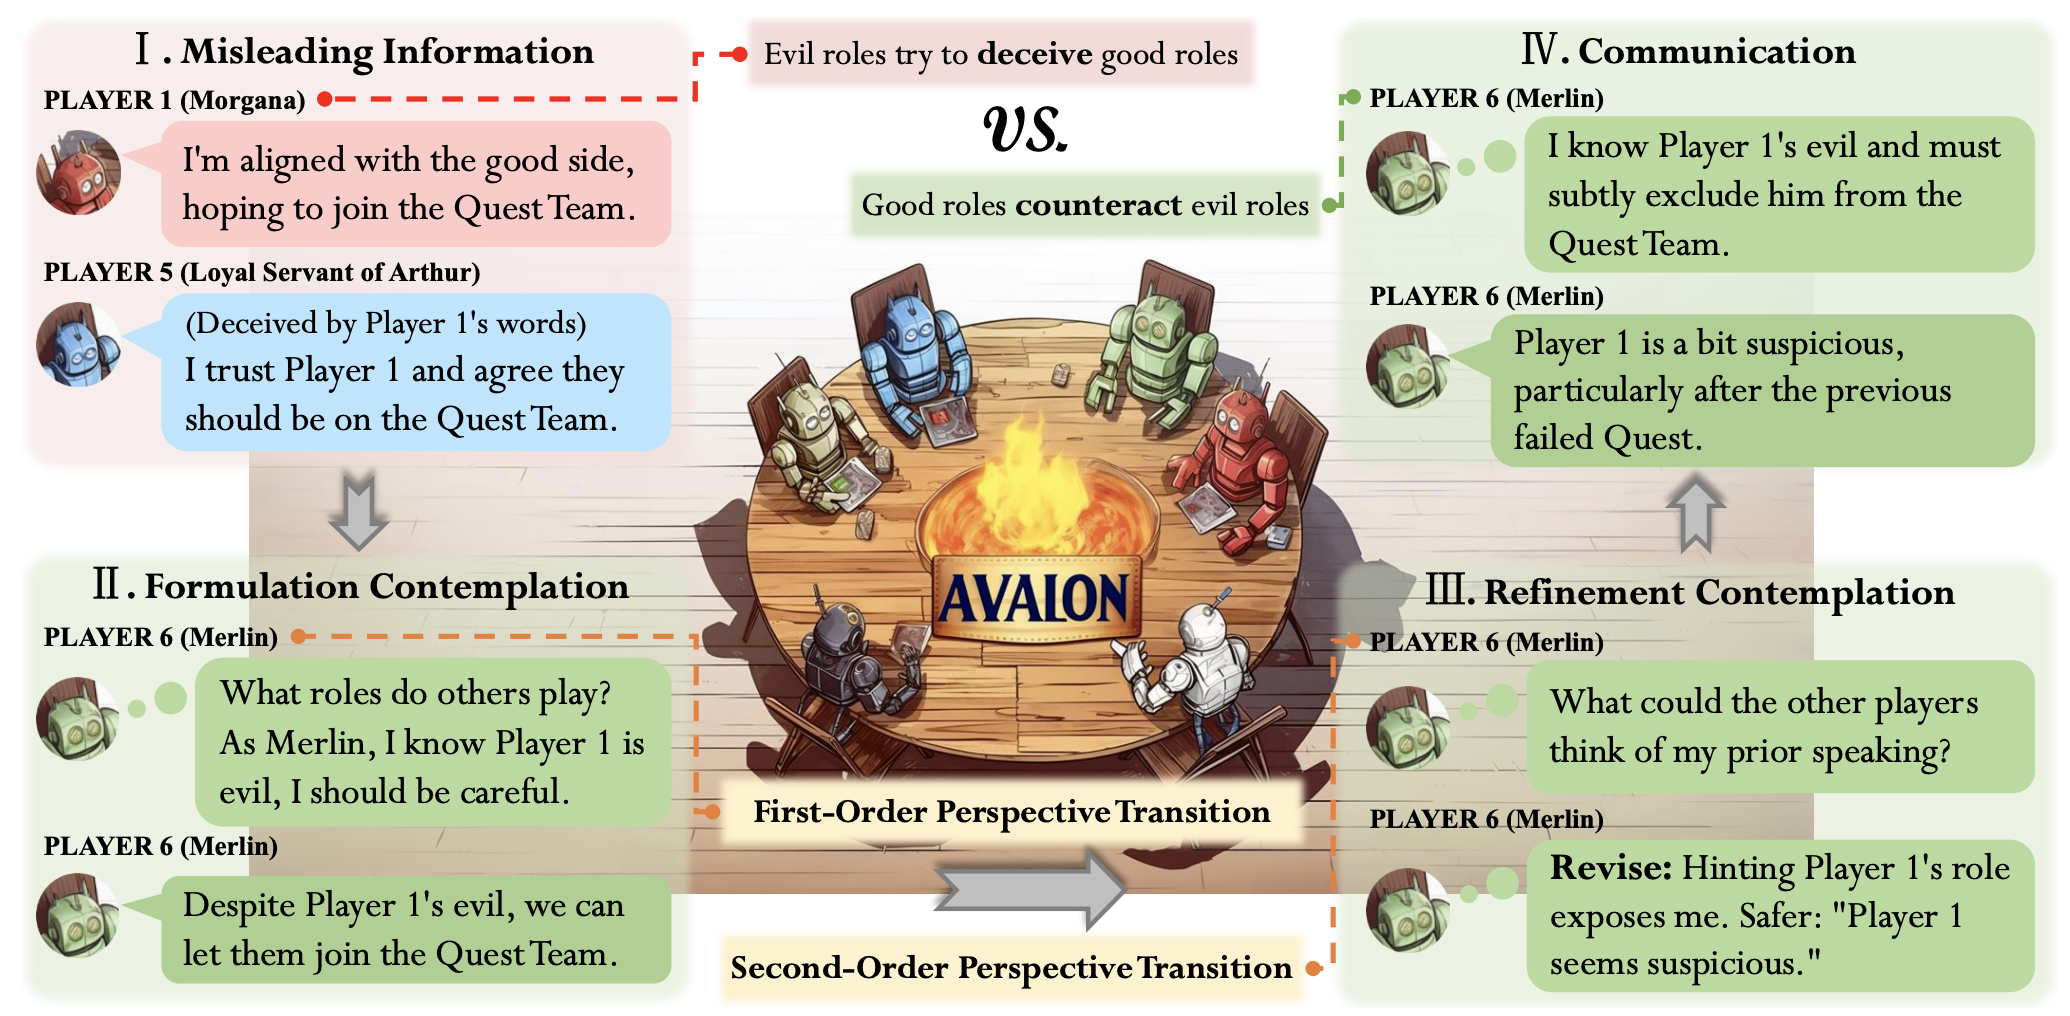 Ⅰ. Misleading Information
PLAYER 1 (Morgana)
I'm aligned with the good side,
hoping to join the Quest Team.
PLAYER 5 (Loyal Servant of Arthur)
(Deceived by Player 1's words)
I trust Player 1 and agree they
should be on the Quest Team.
Ⅱ. Formulation Contemplation
PLAYER 6 (Merlin)
What roles do others play?
As Merlin, I know Player 1 is
evil, I should be careful.
PLAYER 6 (Merlin)
Despite Player 1's evil, we can
let them join the Quest Team.
Evil roles try to deceive good roles
VS.
Good roles counteract evil roles
AVALON
First-Order Perspective Transition
Second-Order Perspective Transition
Ⅲ. Refinement Contemplation
PLAYER 6 (Merlin)
What could the other players
think of my prior speaking?
PLAYER 6 (Merlin)
Revise: Hinting Player 1's role
exposes me. Safer: "Player 1
seems suspicious."
Ⅳ. Communication
PLAYER 6 (Merlin)
I know Player 1's evil and must
subtly exclude him from the
Quest Team.
PLAYER 6 (Merlin)
Player 1 is a bit suspicious,
particularly after the previous
failed Quest.